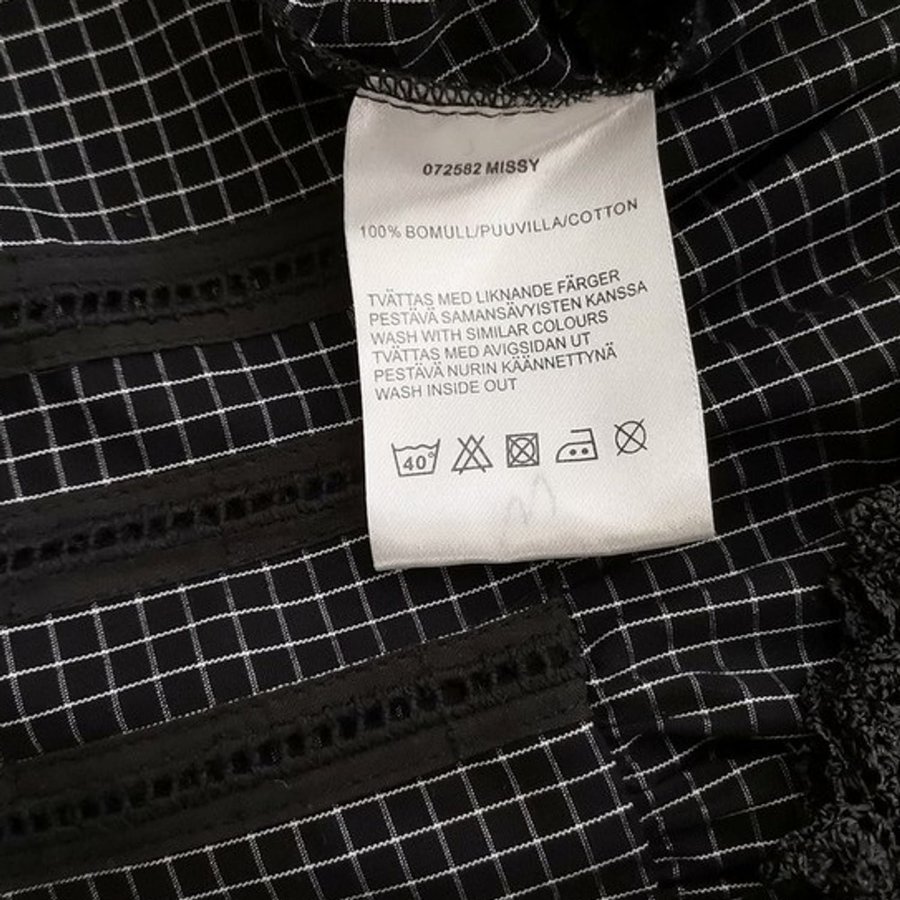 072582 MISSY
100% BOMULL/PUUVILLA/COTTON
TVÄTTAS MED LIKNANDE FÄRGER
PESTÄVÄ SAMANSÄVYISTEN KANSSA
WASH WITH SIMILAR COLOURS
TVÄTTAS MED AVIGSIDAN UT
PESTÄVÄ NURIN KÄÄNNETTYNÄ
WASH INSIDE OUT
40°